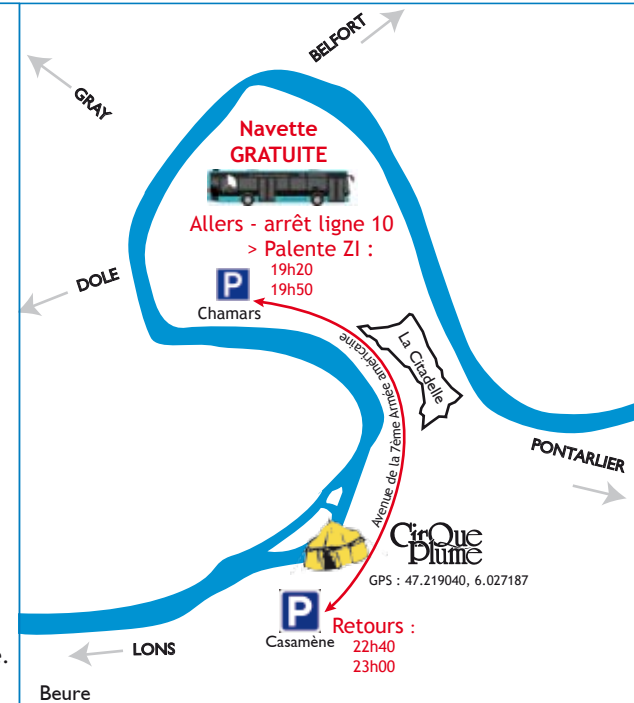 BELFORT
GRAY
Navette
GRATUITE
Allers - arrêt ligne 10
> Palente ZI :
19h20
19h50
DOLE
P
Chamars
La Citadelle
Avenue de la 7ème Armée américaine
PONTARLIER
CirQue
Plume
GPS : 47.219040, 6.027187
P
Casamène
Retours :
22h40
23h00
LONS
Beure